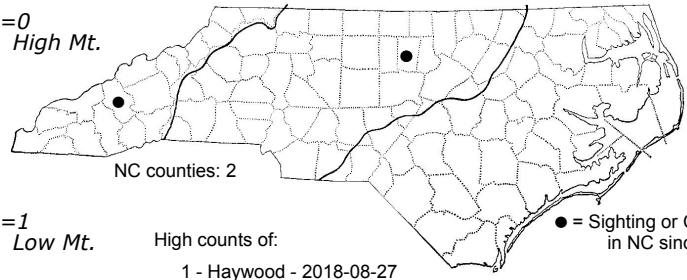 =0
High Mt.
NC counties: 2
=1
Low Mt.
High counts of:
1 - Haywood - 2018-08-27
● = Sighting or
in NC